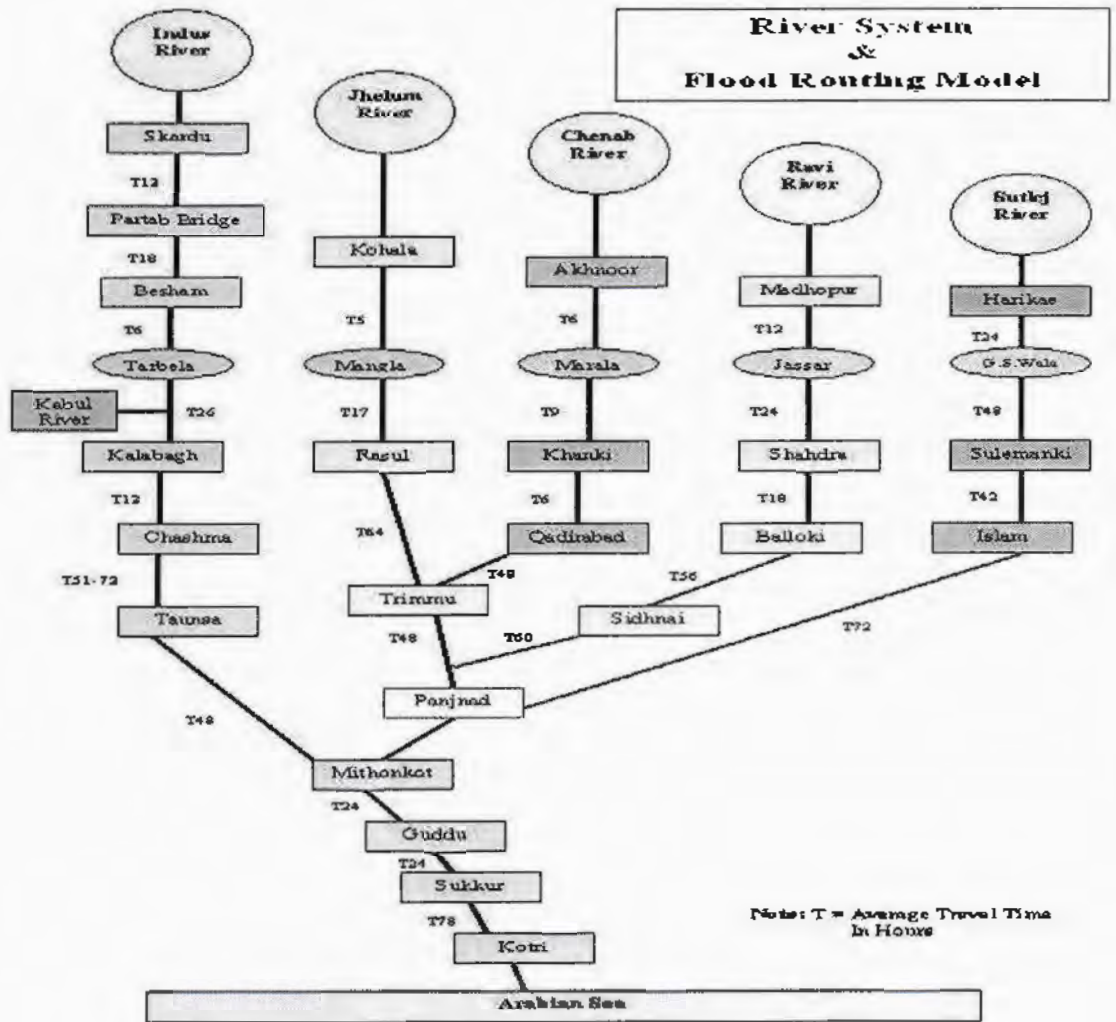 River System
&
Flood Routing Model
Indus
River
Jhelum
River
Chenab
River
Ravi
River
Sutlej
River
Skardu
T12
Partab Bridge
T18
Besham
T6
Tarbela
Kabul
River
T26
Kalabagh
T12
Chashma
T51-72
Taunsa
T48
Kohala
T5
Mangla
T17
Rasul
T64
Trimmu
T48
Akhnoor
T6
Marala
T9
Khanki
T6
Qadirabad
T48
Madhopur
T12
Jassar
T24
Shahdra
T18
Balloki
T56
Sidhnai
T60
Harikae
T24
G.S.Wala
T48
Sulemanki
T42
Islam
T72
Panjnad
Mithonkot
T24
Guddu
T24
Sukkur
T78
Kotri
Arabian Sea
Note: T = Average Travel Time
In Hours